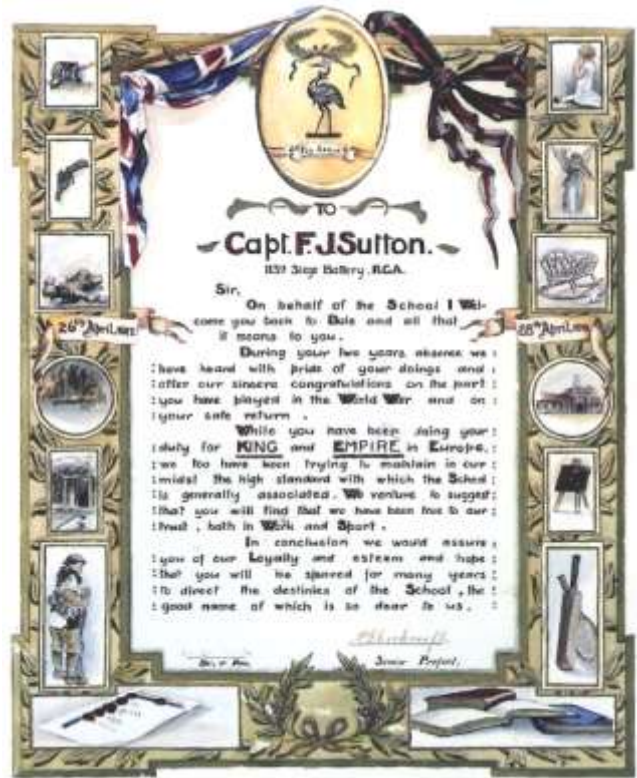 TO
Capt. F.J. Sutton.
Siege Battery, R.G.A.
Sir,
On behalf of the School I Wel-
come you back to Dale and all that
it means to you.
26th April,
April,
During your two years absence we
have heard with pride of your doings and
offer our sincere congratulations on the part
you have played in the World War and on
your safe return.
While you have been doing your
duty for KING and EMPIRE in Europe,
we too have been trying to maintain in our
midst the high standard with which the School
is generally associated. We venture to suggest
that you will find that we have been true to our
trust, both in Work and Sport.
In conclusion we would assure
you of our Loyalty and esteem and hope
that you will be spared for many years
to direct the destinies of the School, the
good name of which is so dear to us.
Senior Prefect.